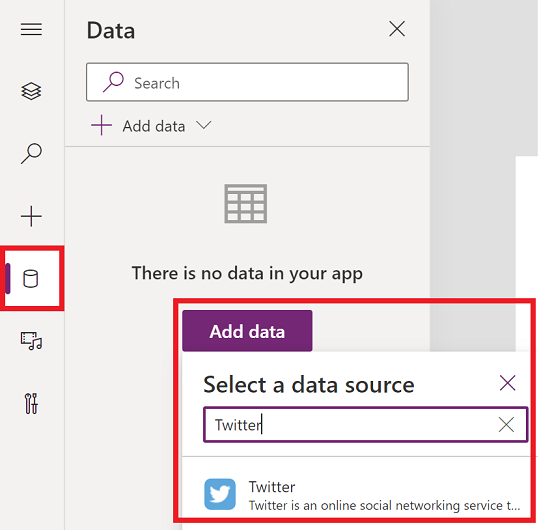 Data
Search
Add data
There is no data in your app
Add data
Select a data source
Twitter
Twitter
Twitter is an online social networking service t...